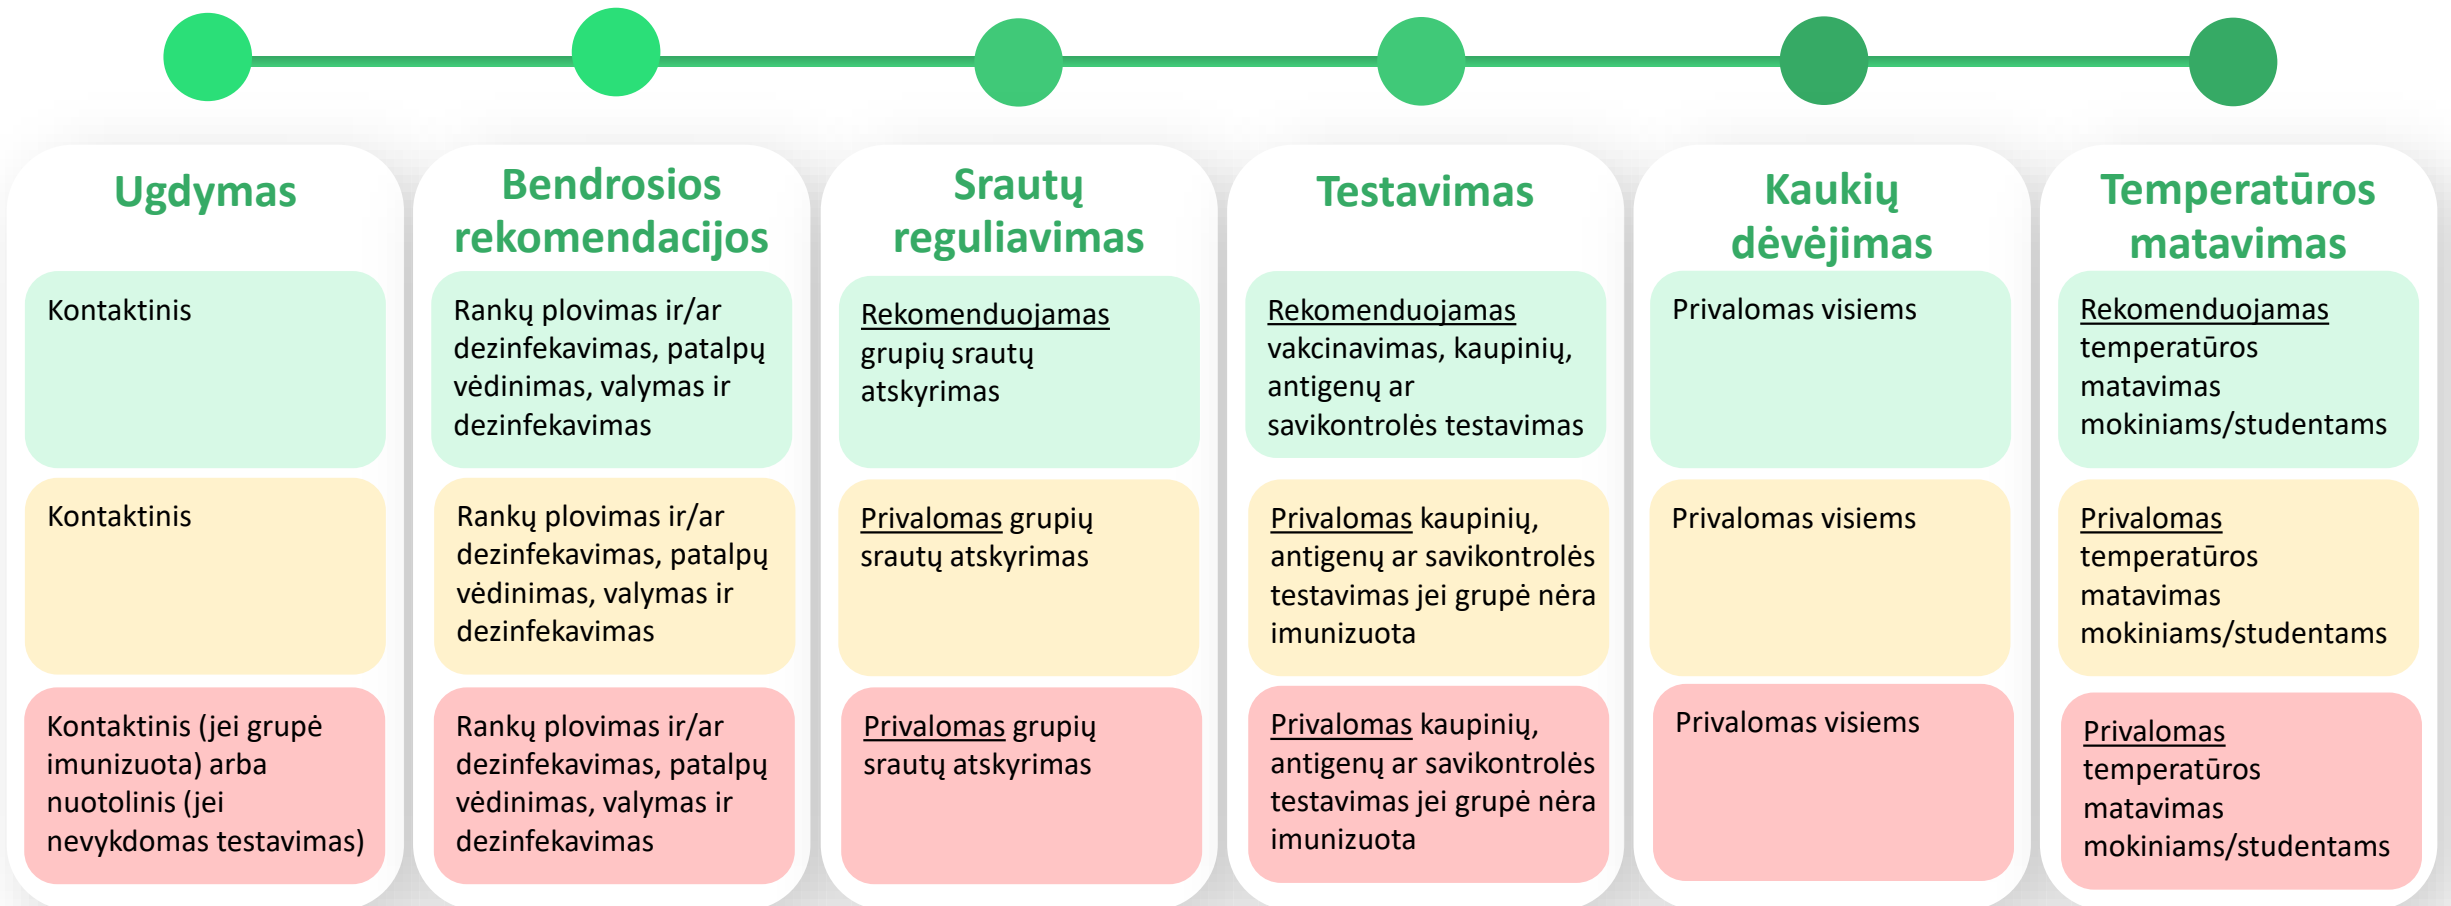 Ugdymas
Kontaktinis
Kontaktinis
Kontaktinis (jei grupė
imunizuota) arba
nuotolinis (jei
nevykdomas testavimas)
Bendrosios
rekomendacijos
Rankų plovimas ir/ar
dezinfekavimas, patalpų
vėdinimas, valymas ir
dezinfekavimas
Rankų plovimas ir/ar
dezinfekavimas, patalpų
vėdinimas, valymas ir
dezinfekavimas
Rankų plovimas ir/ar
dezinfekavimas, patalpų
vėdinimas, valymas ir
dezinfekavimas
Srautų
reguliavimas
Rekomenduojamas
grupių srautų
atskyrimas
Privalomas grupių
srautų atskyrimas
Privalomas grupių
srautų atskyrimas
Testavimas
Rekomenduojamas
vakcinavimas, kaupinių,
antigenų ar
savikontrolės testavimas
Privalomas kaupinių,
antigenų ar savikontrolės
testavimas jei grupė nėra
imunizuota
Privalomas kaupinių,
antigenų ar savikontrolės
testavimas jei grupė nėra
imunizuota
Kaukių
dėvėjimas
Privalomas visiems
Privalomas visiems
Privalomas visiems
Temperatūros
matavimas
Rekomenduojamas
temperatūros
matavimas
mokiniams/studentams
Privalomas
temperatūros
matavimas
mokiniams/studentams
Privalomas
temperatūros
matavimas
mokiniams/studentams